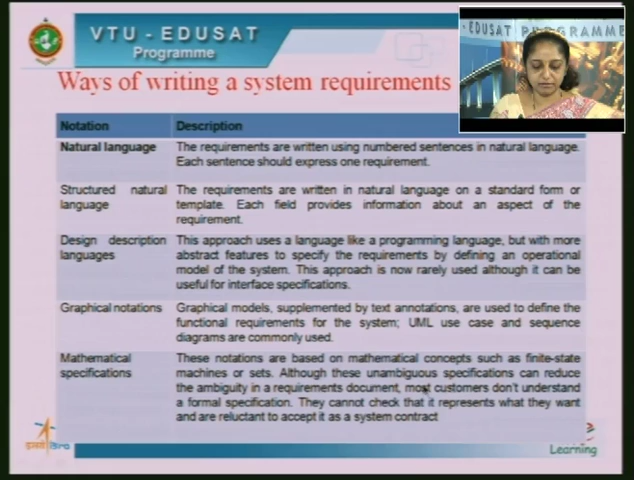 VTU - EDUSAT
Programme
-EDUSAT PROGRAMME
Ways of writing a system requirements
Notation Description
Natural language The requirements are written using numbered sentences in natural language.
Each sentence should express one requirement.
Structured natural The requirements are written in natural language on a standard form or
language template. Each field provides information about an aspect of the
requirement.
Design description This approach uses a language like a programming language, but with more
languages abstract features to specify the requirements by defining an operational
model of the system. This approach is now rarely used although it can be
useful for interface specifications.
Graphical notations Graphical models, supplemented by text annotations, are used to define the
functional requirements for the system; UML use case and sequence
diagrams are commonly used.
Mathematical These notations are based on mathematical concepts such as finite-state
specifications machines or sets. Although these unambiguous specifications can reduce
the ambiguity in a requirements document, most customers don't understand
a formal specification. They cannot check that it represents what they want
and are reluctant to accept it as a system contract
Learning